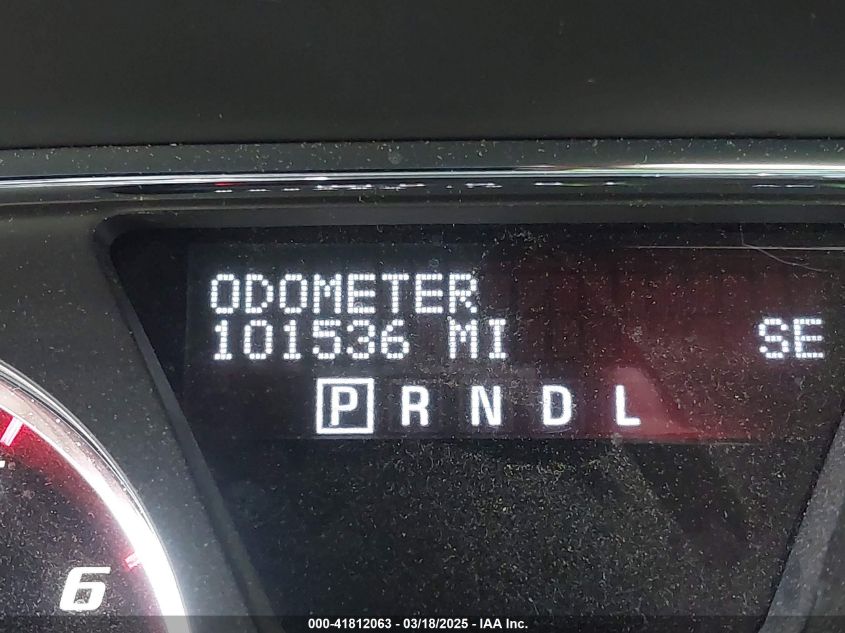 ODOMETER
101536 MI SE
P R N D L
6
000-41812063 - 03/18/2025 - IAA Inc.